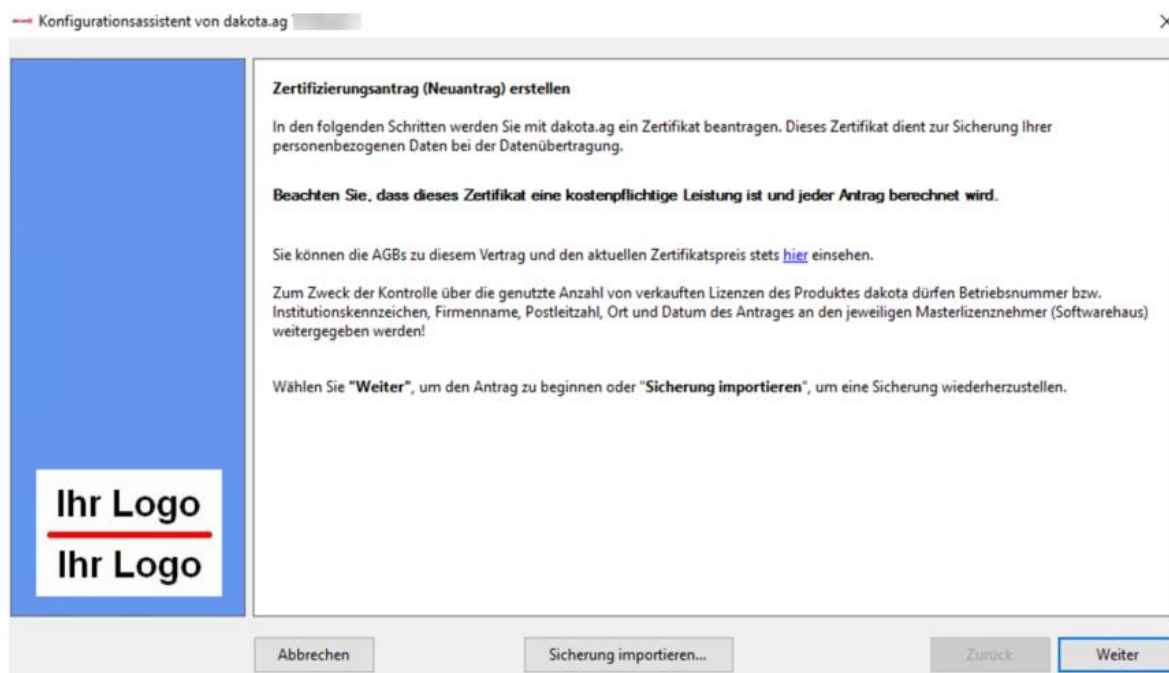 Konfigurationsassistent von dakota.ag
Zertifizierungsantrag (Neuantrag) erstellen
In den folgenden Schritten werden Sie mit dakota.ag ein Zertifikat beantragen. Dieses Zertifikat dient zur Sicherung Ihrer
personenbezogenen Daten bei der Datenübertragung.
Beachten Sie, dass dieses Zertifikat eine kostenpflichtige Leistung ist und jeder Antrag berechnet wird.
Sie können die AGBs zu diesem Vertrag und den aktuellen Zertifikatspreis stets hier einsehen.
Zum Zweck der Kontrolle über die genutzte Anzahl von verkauften Lizenzen des Produktes dakota dürfen Betriebsnummer bzw.
Institutionskennzeichen, Firmenname, Postleitzahl, Ort und Datum des Antrages an den jeweiligen Masterlizenznehmer (Softwarehaus)
weitergegeben werden!
Wählen Sie "Weiter", um den Antrag zu beginnen oder "Sicherung importieren", um eine Sicherung wiederherzustellen.
Ihr Logo
Ihr Logo
Abbrechen
Sicherung importieren...
Zurück
Weiter